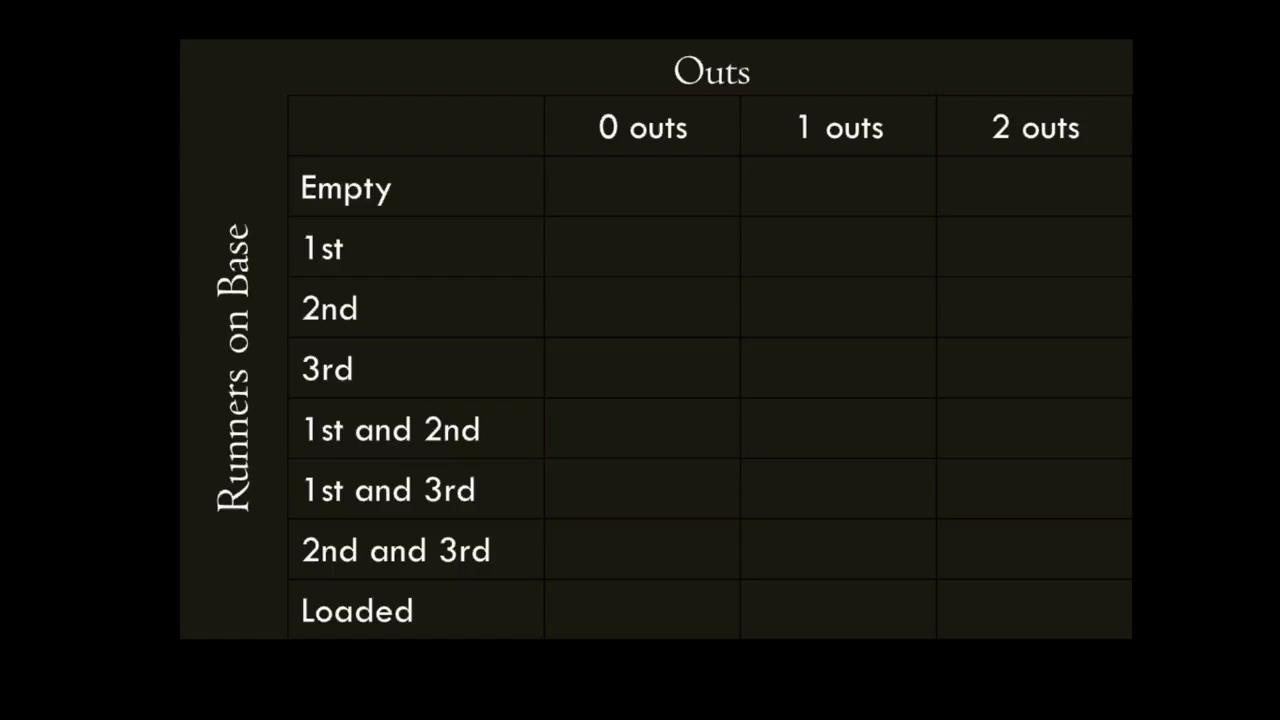 Outs
0 outs 1 outs 2 outs
Runners on Base
Empty
1st
2nd
3rd
1st and 2nd
1st and 3rd
2nd and 3rd
Loaded